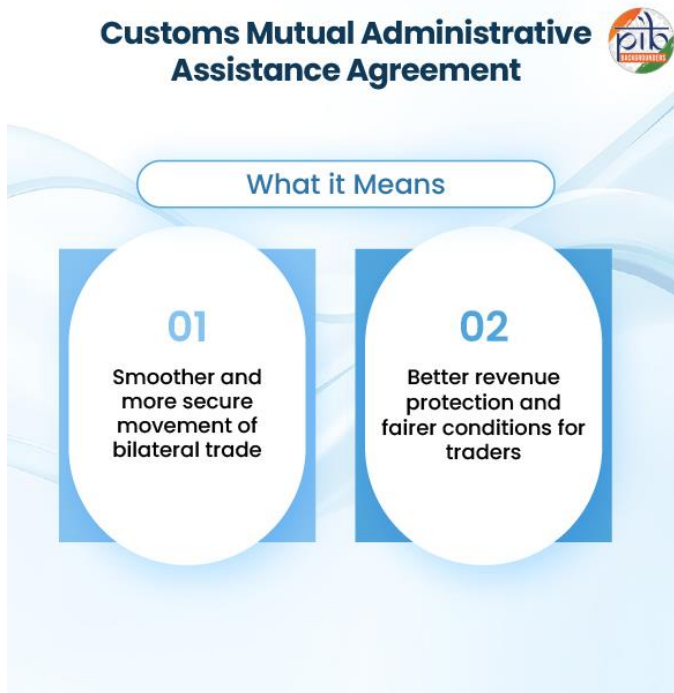 Customs Mutual Administrative
Assistance Agreement
pib
BACKGROUNDERS
What it Means
01
Smoother and
more secure
movement of
bilateral trade
02
Better revenue
protection and
fairer conditions for
traders